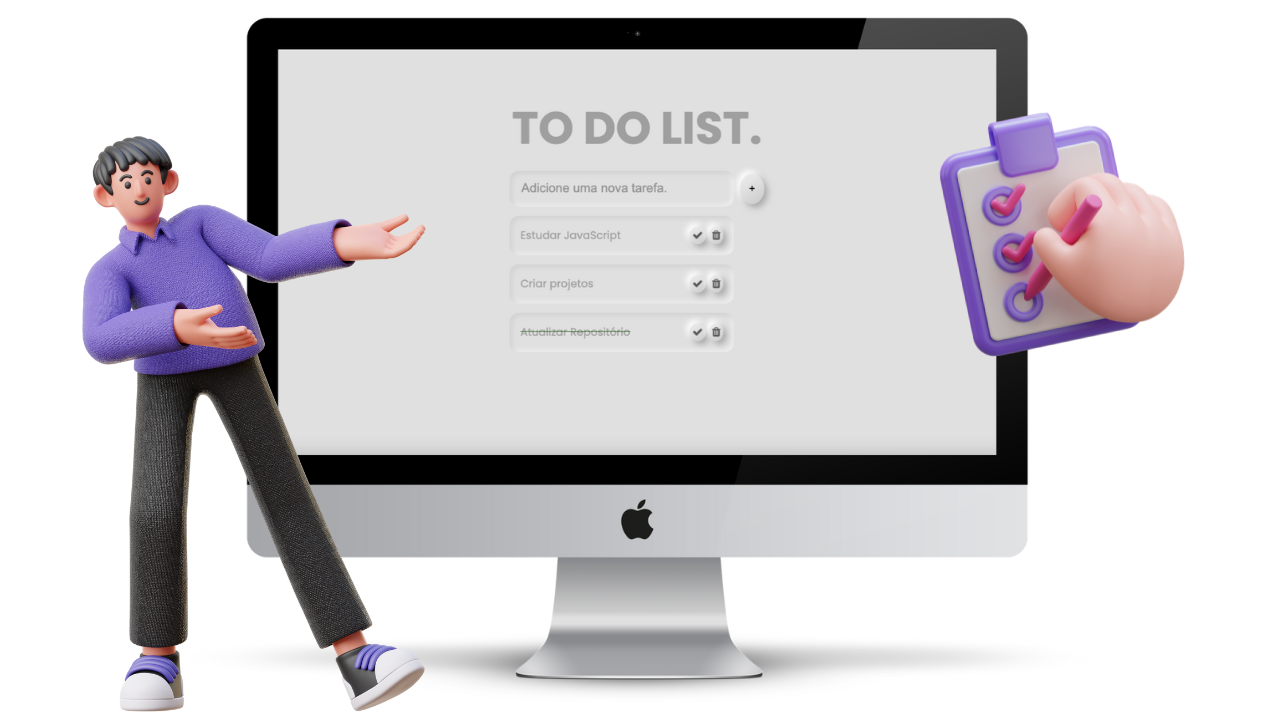 TO DO LIST.
Adicione uma nova tarefa.
+
Estudar JavaScript
Criar projetos
Atualizar Repositório